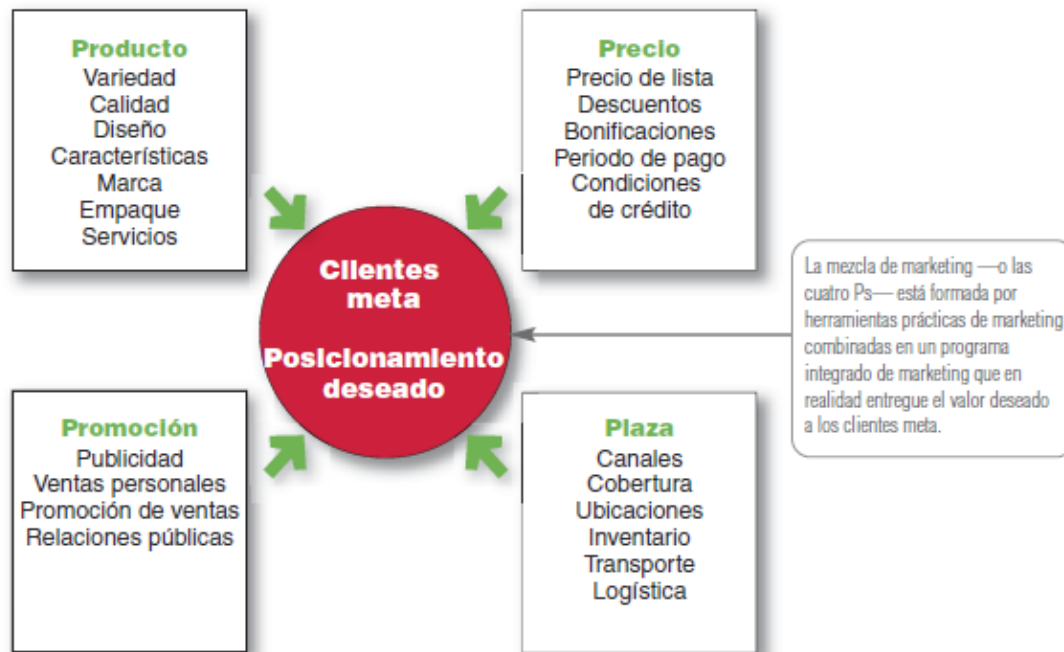 Producto
Variedad
Calidad
Diseño
Características
Marca
Empaque
Servicios
Precio
Precio de lista
Descuentos
Bonificaciones
Periodo de pago
Condiciones
de crédito
Clientes
meta
Posicionamiento
deseado
La mezcla de marketing —o las
cuatro Ps— está formada por
herramientas prácticas de marketing
combinadas en un programa
integrado de marketing que en
realidad entregue el valor deseado
a los clientes meta.
Promoción
Publicidad
Ventas personales
Promoción de ventas
Relaciones públicas
Plaza
Canales
Cobertura
Ubicaciones
Inventario
Transporte
Logística